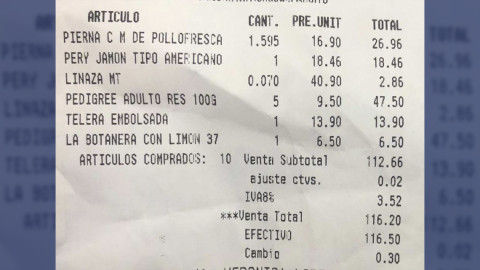 ARTICULO CANT. PRE.UNIT TOTAL
PIERNA C M DE POLLOFRESCA 1.595 16.90 26.96
PERY JAMON TIPO AMERICANO 1 18.46 18.46
LINAZA MT 0.070 40.90 2.86
PEDIGREE ADULTO RES 100G 5 9.50 47.50
TELERA EMBOLSADA 1 13.90 13.90
LA BOTANERA CON LIMON 37 1 6.50 6.50
ARTICULOS COMPRADOS: 10 Venta Subtotal 112.66
ajuste ctvs. 0.02
IVA8% 3.52
***Venta Total 116.20
EFECTIVO 116.50
Cambio 0.30